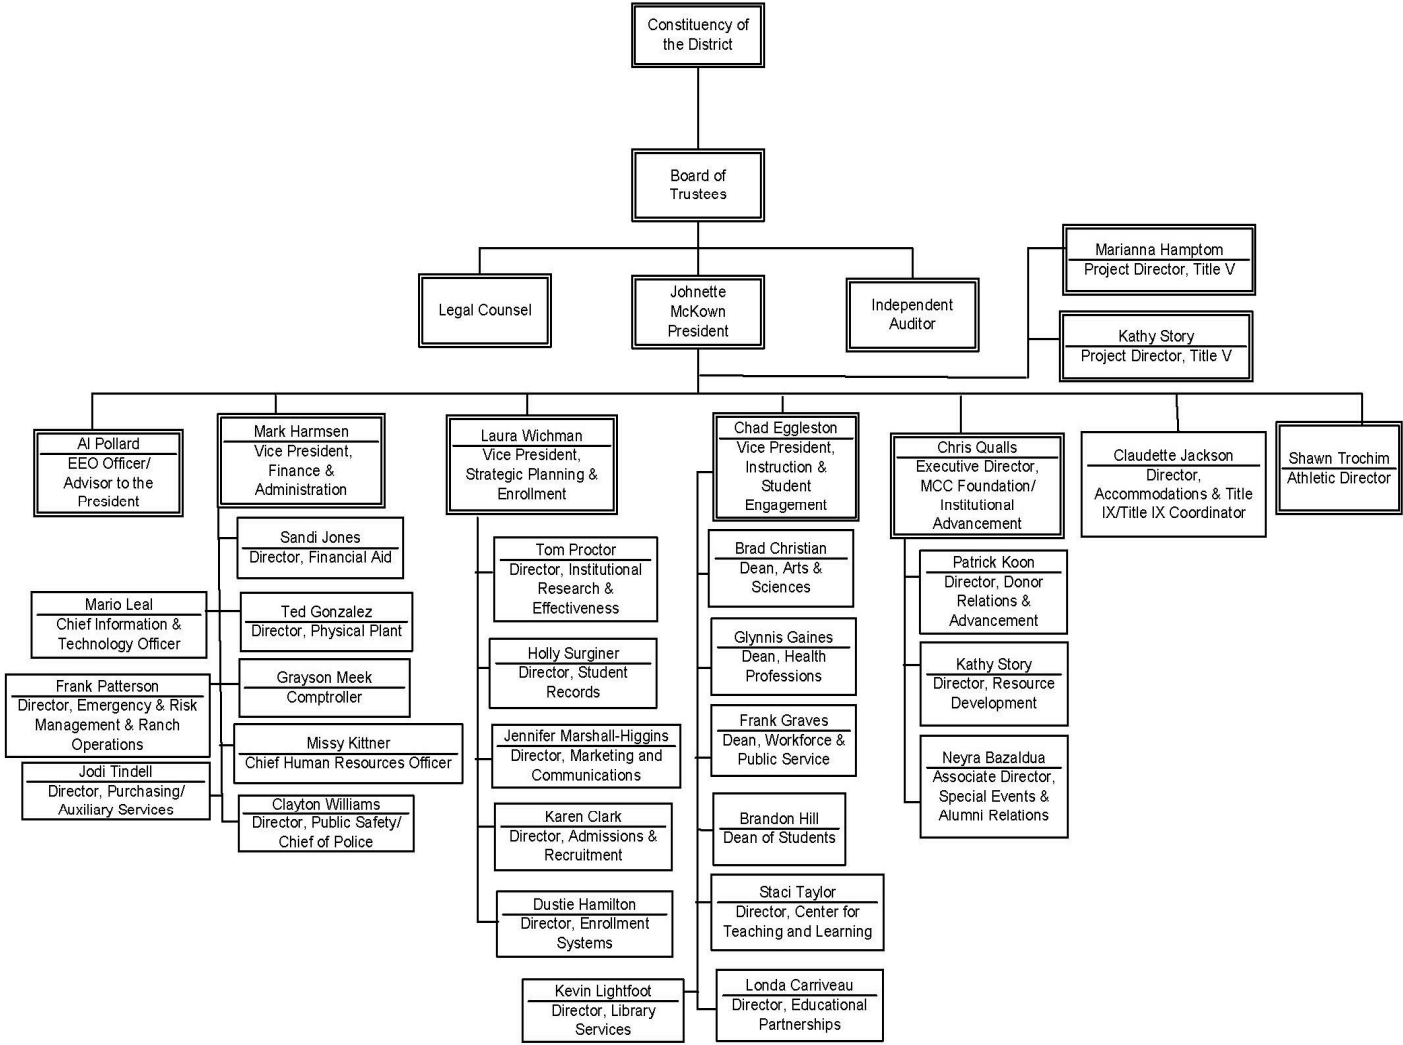 Constituency of
the District
Board of
Trustees
Marianna Hamptom
Project Director, Title V
Legal Counsel
Johnette
McKown
President
Independent
Auditor
Kathy Story
Project Director, Title V
Al Pollard
EEO Officer/
Advisor to the
President
Mark Harmsen
Vice President,
Finance &
Administration
Laura Wichman
Vice President,
Strategic Planning &
Enrollment
Chad Eggleston
Vice President,
Instruction &
Student
Engagement
Chris Qualls
Executive Director,
MCC Foundation/
Institutional
Advancement
Claudette Jackson
Director,
Accommodations & Title
IX/Title IX Coordinator
Shawn Trochim
Athletic Director
Sandi Jones
Director, Financial Aid
Mario Leal
Chief Information &
Technology Officer
Ted Gonzalez
Director, Physical Plant
Frank Patterson
Director, Emergency & Risk
Management & Ranch
Operations
Grayson Meek
Comptroller
Missy Kittner
Chief Human Resources Officer
Jodi Tindell
Director, Purchasing/
Auxiliary Services
Clayton Williams
Director, Public Safety/
Chief of Police
Tom Proctor
Director, Institutional
Research &
Effectiveness
Holly Surginer
Director, Student
Records
Jennifer Marshall-Higgins
Director, Marketing and
Communications
Karen Clark
Director, Admissions &
Recruitment
Dustie Hamilton
Director, Enrollment
Systems
Brad Christian
Dean, Arts &
Sciences
Glynnis Gaines
Dean, Health
Professions
Frank Graves
Dean, Workforce &
Public Service
Brandon Hill
Dean of Students
Staci Taylor
Director, Center for
Teaching and Learning
Kevin Lightfoot
Director, Library
Services
Londa Carriveau
Director, Educational
Partnerships
Patrick Koon
Director, Donor
Relations &
Advancement
Kathy Story
Director, Resource
Development
Neyra Bazaldua
Associate Director,
Special Events &
Alumni Relations